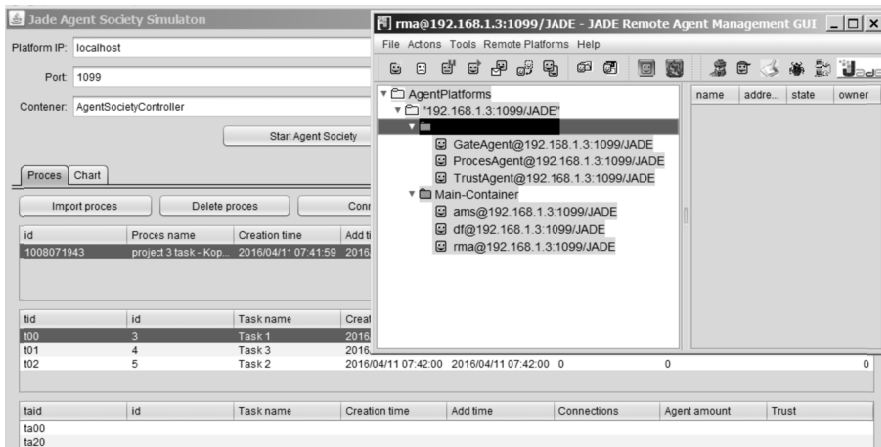 Jade Agent Society Simulaton
Platform IP: localhost
Port: 1099
Contener: AgentSocietyController
Star: Agent Society
Proces Chart
Import proces Delete proces Conr
id Proces name Creation time Add ti
1008071943 project 3 task - Kop... 2016/04/1 07:41:59 2016
tid id Task name Creat
t00 3 Task 1 2016
t01 4 Task 3 2016
t02 5 Task 2 2016/04/11 07:42:00 2016/04/11 07:42:00 0 0 0
taid id Task name Creation time Add time Connections Agent amount Trust
ta00
ta20
rma@192.168.1.3:1099/JADE - JADE Remote Agent Management GUI
File Actons Tools Remote Platforms Help
Jade
AgentPlatforms
"192.168.1.3:1099/JADE"
GateAgent@192.168.1.3:1099/JADE
ProcesAgent@192.168.1.3:1099/JADE
TrustAgent@192.168.1.3:1099/JADE
Main-Container
ams@192.168.1.3:1099/JADE
df@192.168.1.3:1099/JADE
rma@192.168.1.3:1099/JADE
name addre... state owner